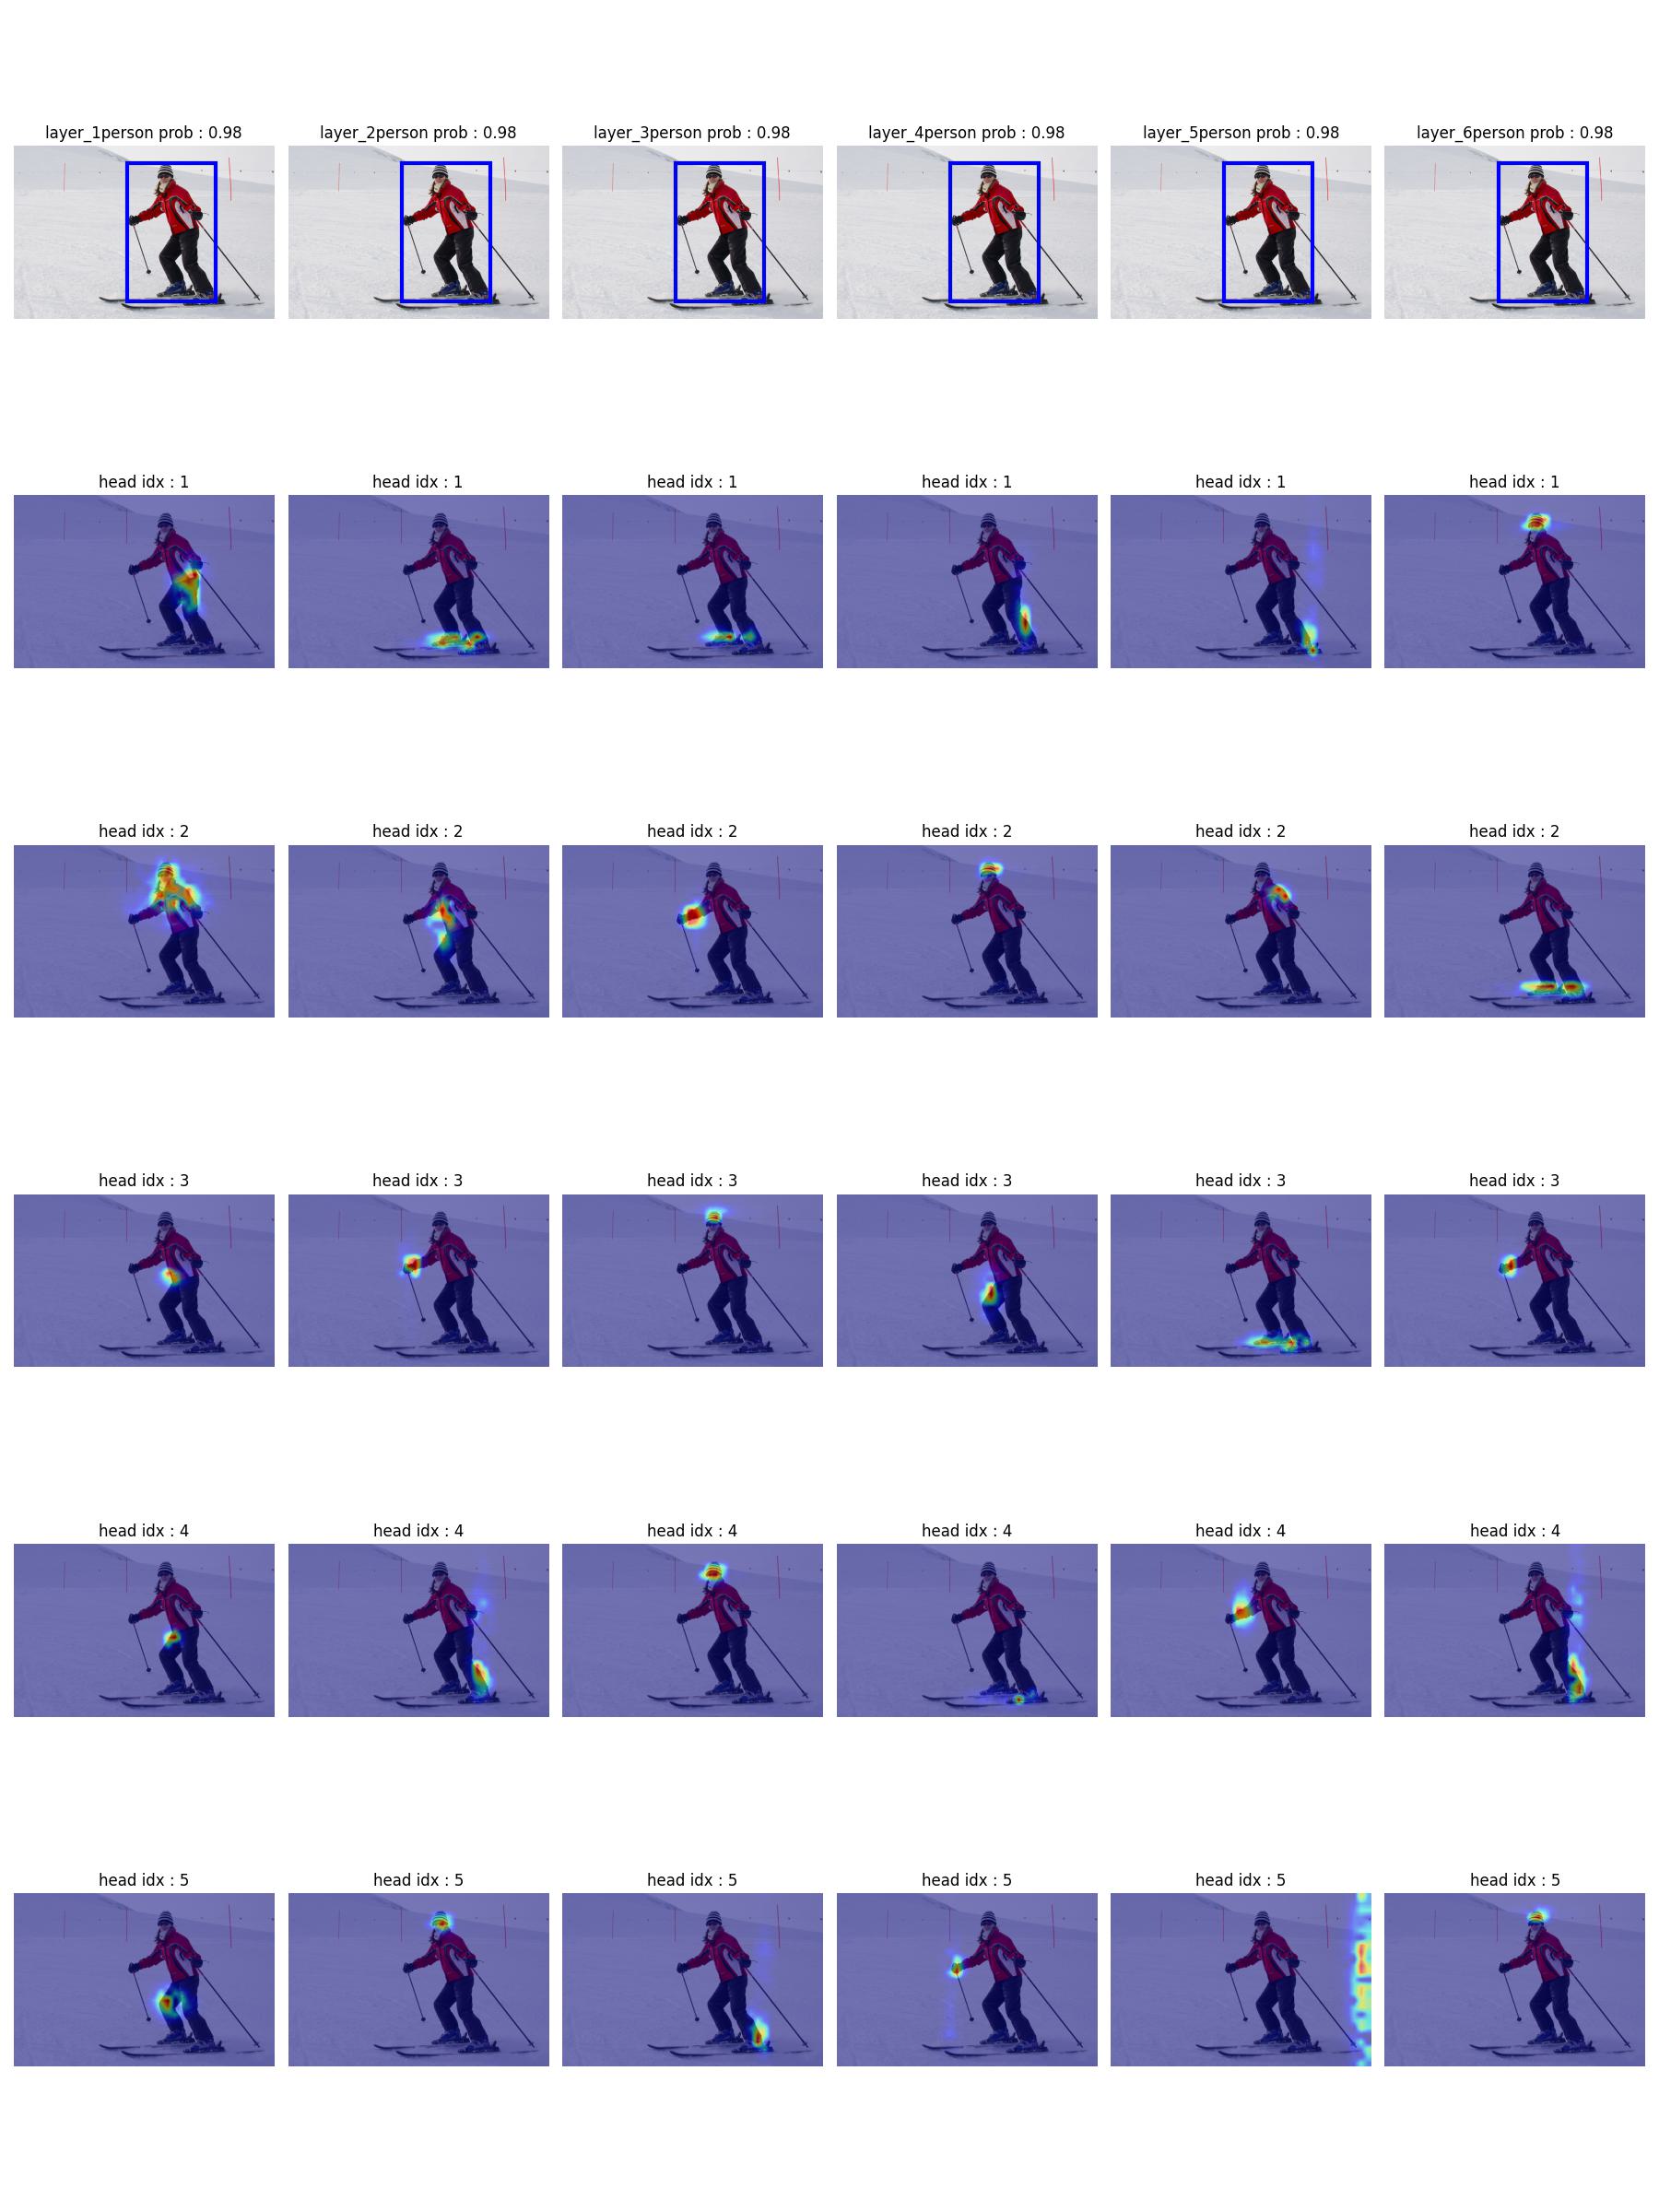 layer_1person prob : 0.98 layer_2person prob : 0.98 layer_3person prob : 0.98 layer_4person prob : 0.98 layer_5person prob : 0.98 layer_6person prob : 0.98
head idx : 1 head idx : 1 head idx : 1 head idx : 1 head idx : 1 head idx : 1
head idx : 2 head idx : 2 head idx : 2 head idx : 2 head idx : 2 head idx : 2
head idx : 3 head idx : 3 head idx : 3 head idx : 3 head idx : 3 head idx : 3
head idx : 4 head idx : 4 head idx : 4 head idx : 4 head idx : 4 head idx : 4
head idx : 5 head idx : 5 head idx : 5 head idx : 5 head idx : 5 head idx : 5